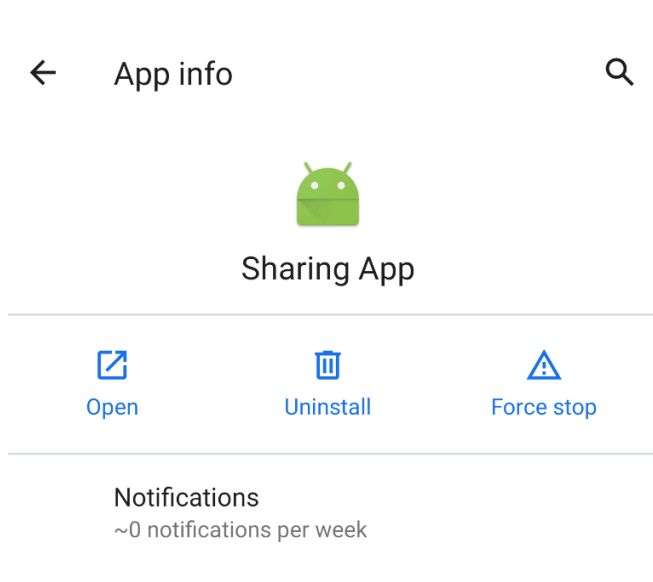 App info
Sharing App
Open
Uninstall
Force stop
Notifications
~0 notifications per week